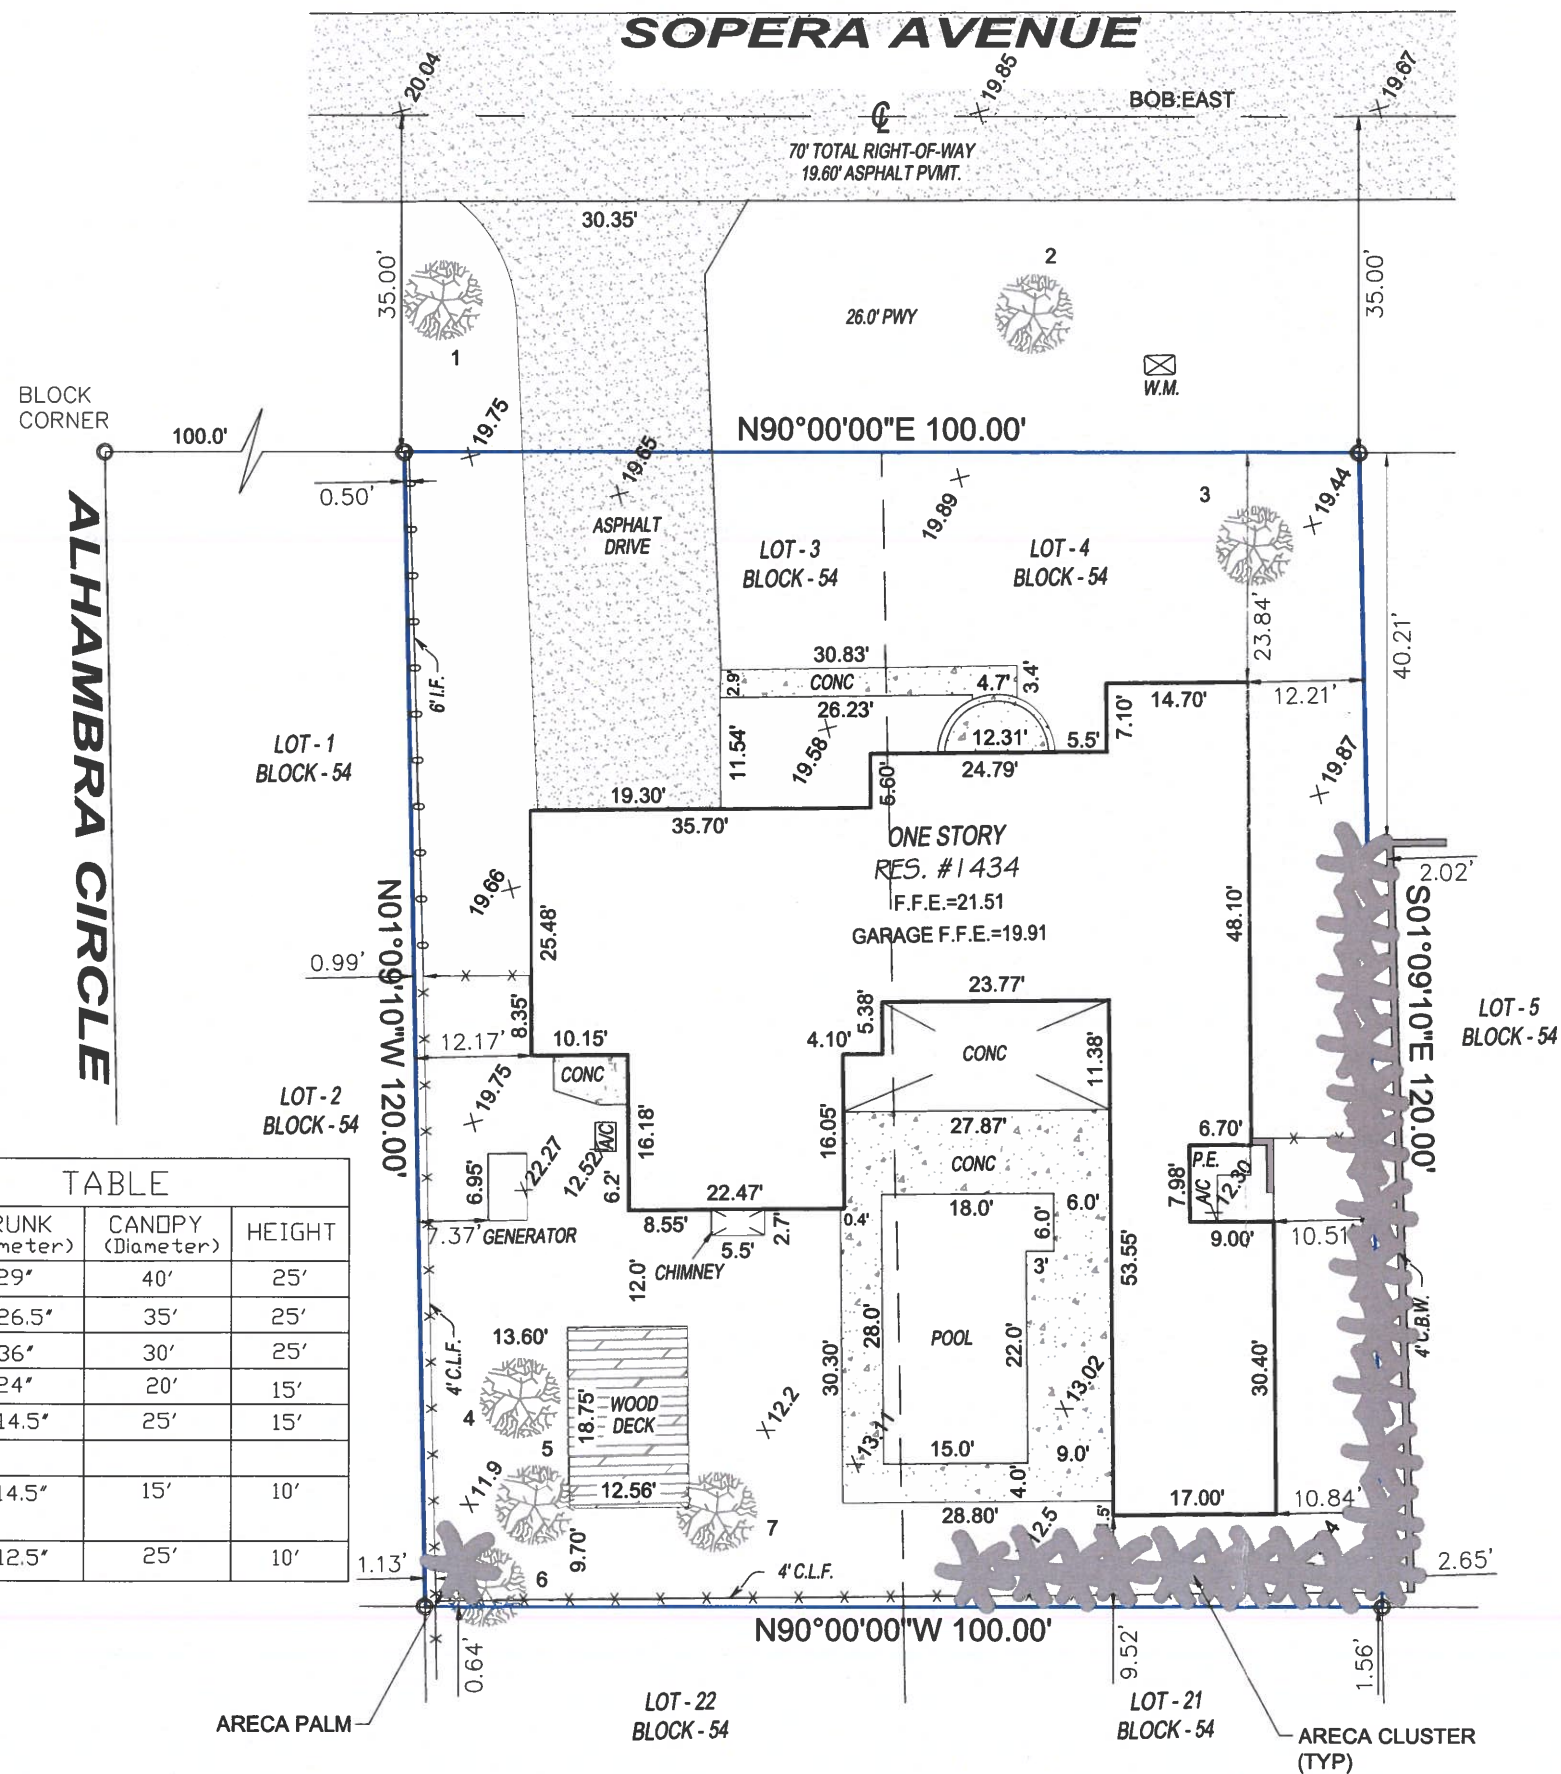 SOPERA AVENUE
20.04
19.85
19.67
BOB:EAST
CL
70' TOTAL RIGHT-OF-WAY
19.60' ASPHALT PVMT.
30.35'
35.00'
35.00'
1
2
26.0' PWY
W.M.
BLOCK
CORNER
100.0'
19.75
N90°00'00"E 100.00'
0.50'
19.65
19.89
3
19.44
ASPHALT
DRIVE
LOT - 3
BLOCK - 54
LOT - 4
BLOCK - 54
ALHAMBRA CIRCLE
23.84'
40.21'
6' I.F.
30.83'
2.9'
CONC
4.7'
3.4'
26.23'
14.70'
12.21'
7.10'
LOT - 1
BLOCK - 54
11.54'
19.58
12.31'
5.5'
24.79'
19.87
5.60'
19.30'
35.70'
ONE STORY
RES. #1434
F.F.E.=21.51
GARAGE F.F.E.=19.91
2.02'
19.66
25.48'
48.10'
N01°09'10"W 120.00'
S01°09'10"E 120.00'
0.99'
23.77'
8.35'
5.38'
4.10'
LOT - 5
BLOCK - 54
12.17'
10.15'
CONC
CONC
11.38'
LOT - 2
BLOCK - 54
19.75
A/C
12.52
16.18'
16.05'
27.87'
CONC
6.70'
P.E.
7.98'
A/C
12.30
6.95'
22.27
6.2'
22.47'
18.0'
6.0'
6.0'
7.37'
GENERATOR
8.55'
5.5'
2.7'
0.4'
9.00'
10.51'
CHIMNEY
12.0'
3'
53.55'
4' C.B.W.
TABLE
CANOPY
HEIGHT
(Diameter)
29" 40' 25'
26.5" 35' 25'
36" 30' 25'
24" 20' 15'
14.5" 25' 15'
14.5" 15' 10'
12.5" 25' 10'
4' C.L.F.
13.60'
28.0'
POOL
22.0'
30.30'
30.40'
4
18.75'
WOOD
DECK
12.2
13.02
5
13.11
15.0'
9.0'
11.9
12.56'
4.0'
17.00'
10.84'
28.80'
12.5
7
9.70'
1.13'
6
4' C.L.F.
2.65'
N90°00'00"W 100.00'
0.64'
9.52'
1.56'
ARECA PALM
LOT - 22
BLOCK - 54
LOT - 21
BLOCK - 54
ARECA CLUSTER
(TYP)